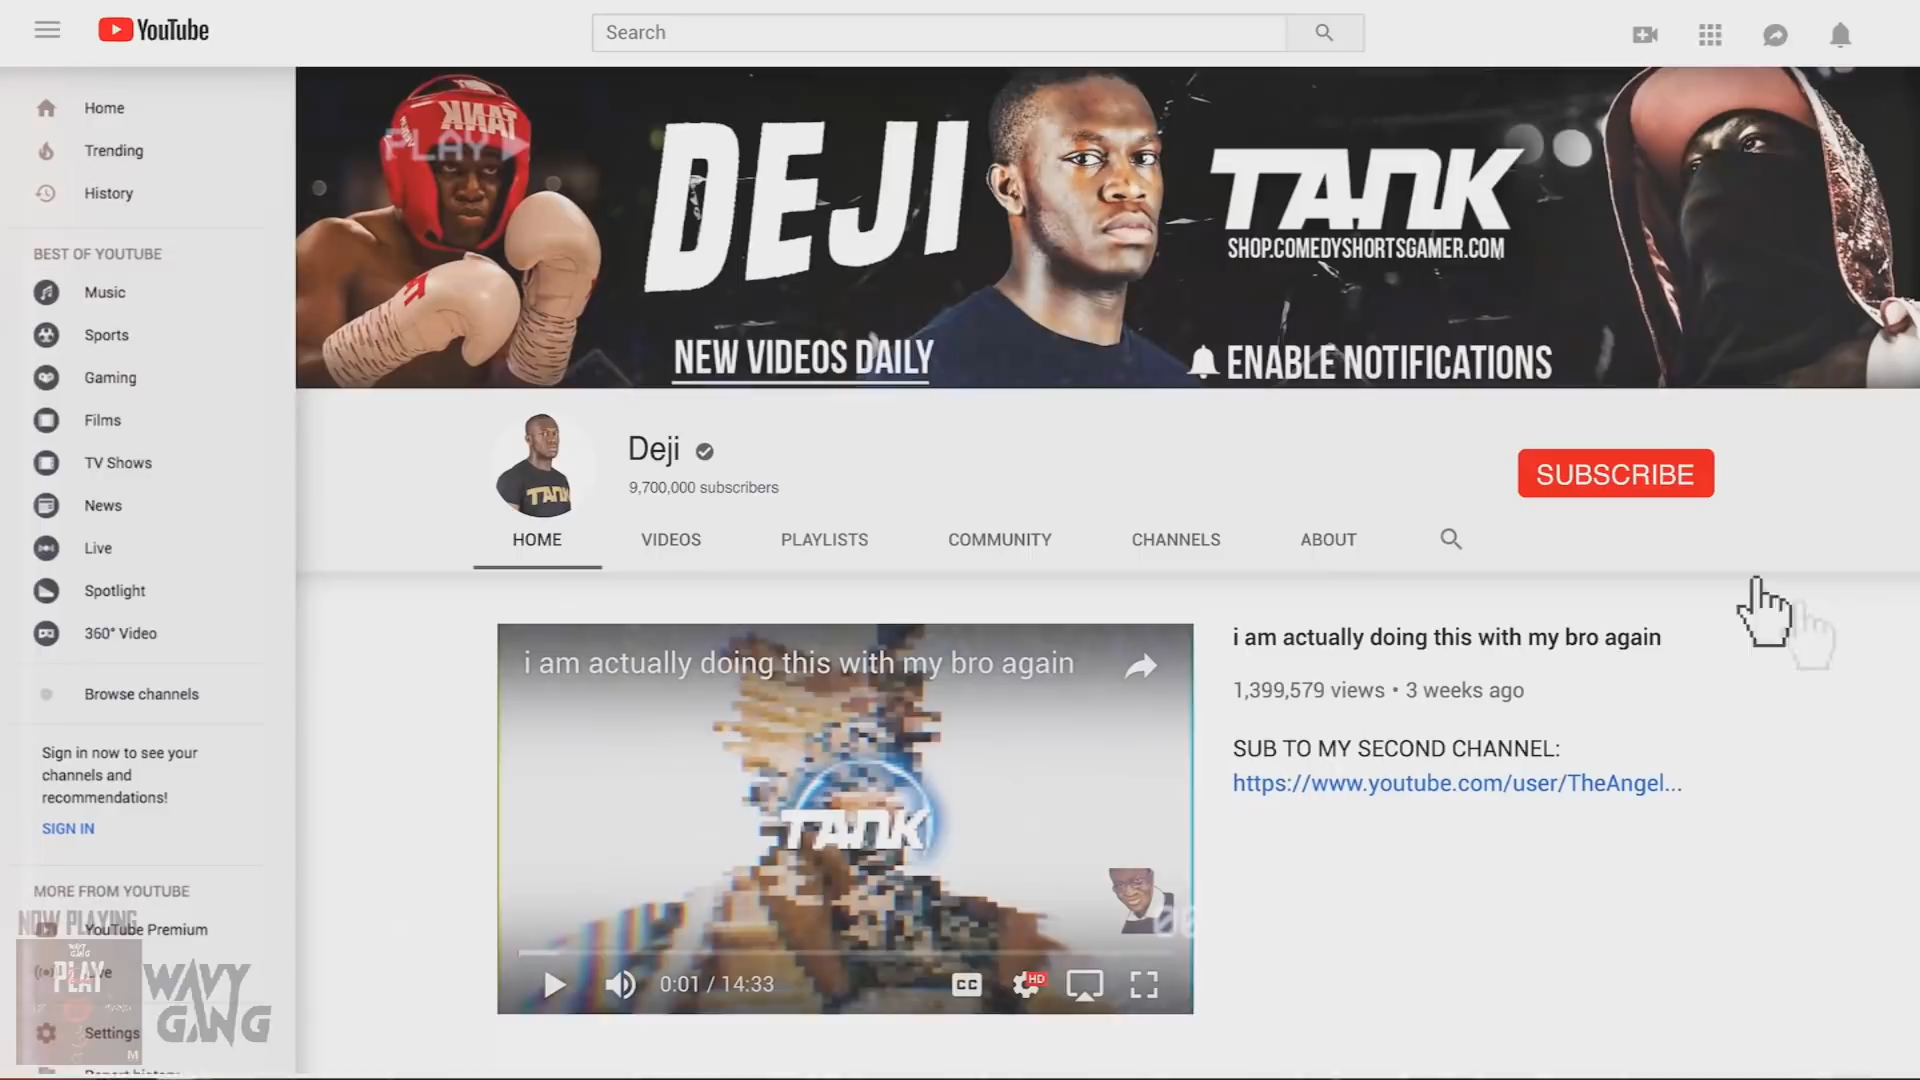 YouTube
Search
Home
Trending
History
BEST OF YOUTUBE
Music
Sports
Gaming
Films
TV Shows
News
Live
Spotlight
360° Video
Browse channels
Sign in now to see your
channels and
recommendations!
SIGN IN
MORE FROM YOUTUBE
NOW PLAYING
YouTube Premium
WAVY
GANG
PLAY
WAVY
GANG
Settings
M
Report history
TANK
PLAY
DEJI
TANK
SHOP.COMEDYSHORTSGAMER.COM
NEW VIDEOS DAILY
ENABLE NOTIFICATIONS
TANK
Deji
9,700,000 subscribers
SUBSCRIBE
HOME
VIDEOS
PLAYLISTS
COMMUNITY
CHANNELS
ABOUT
i am actually doing this with my bro again
TANK
0:01 / 14:33
CC
HD
i am actually doing this with my bro again
1,399,579 views • 3 weeks ago
SUB TO MY SECOND CHANNEL:
https://www.youtube.com/user/TheAngel...